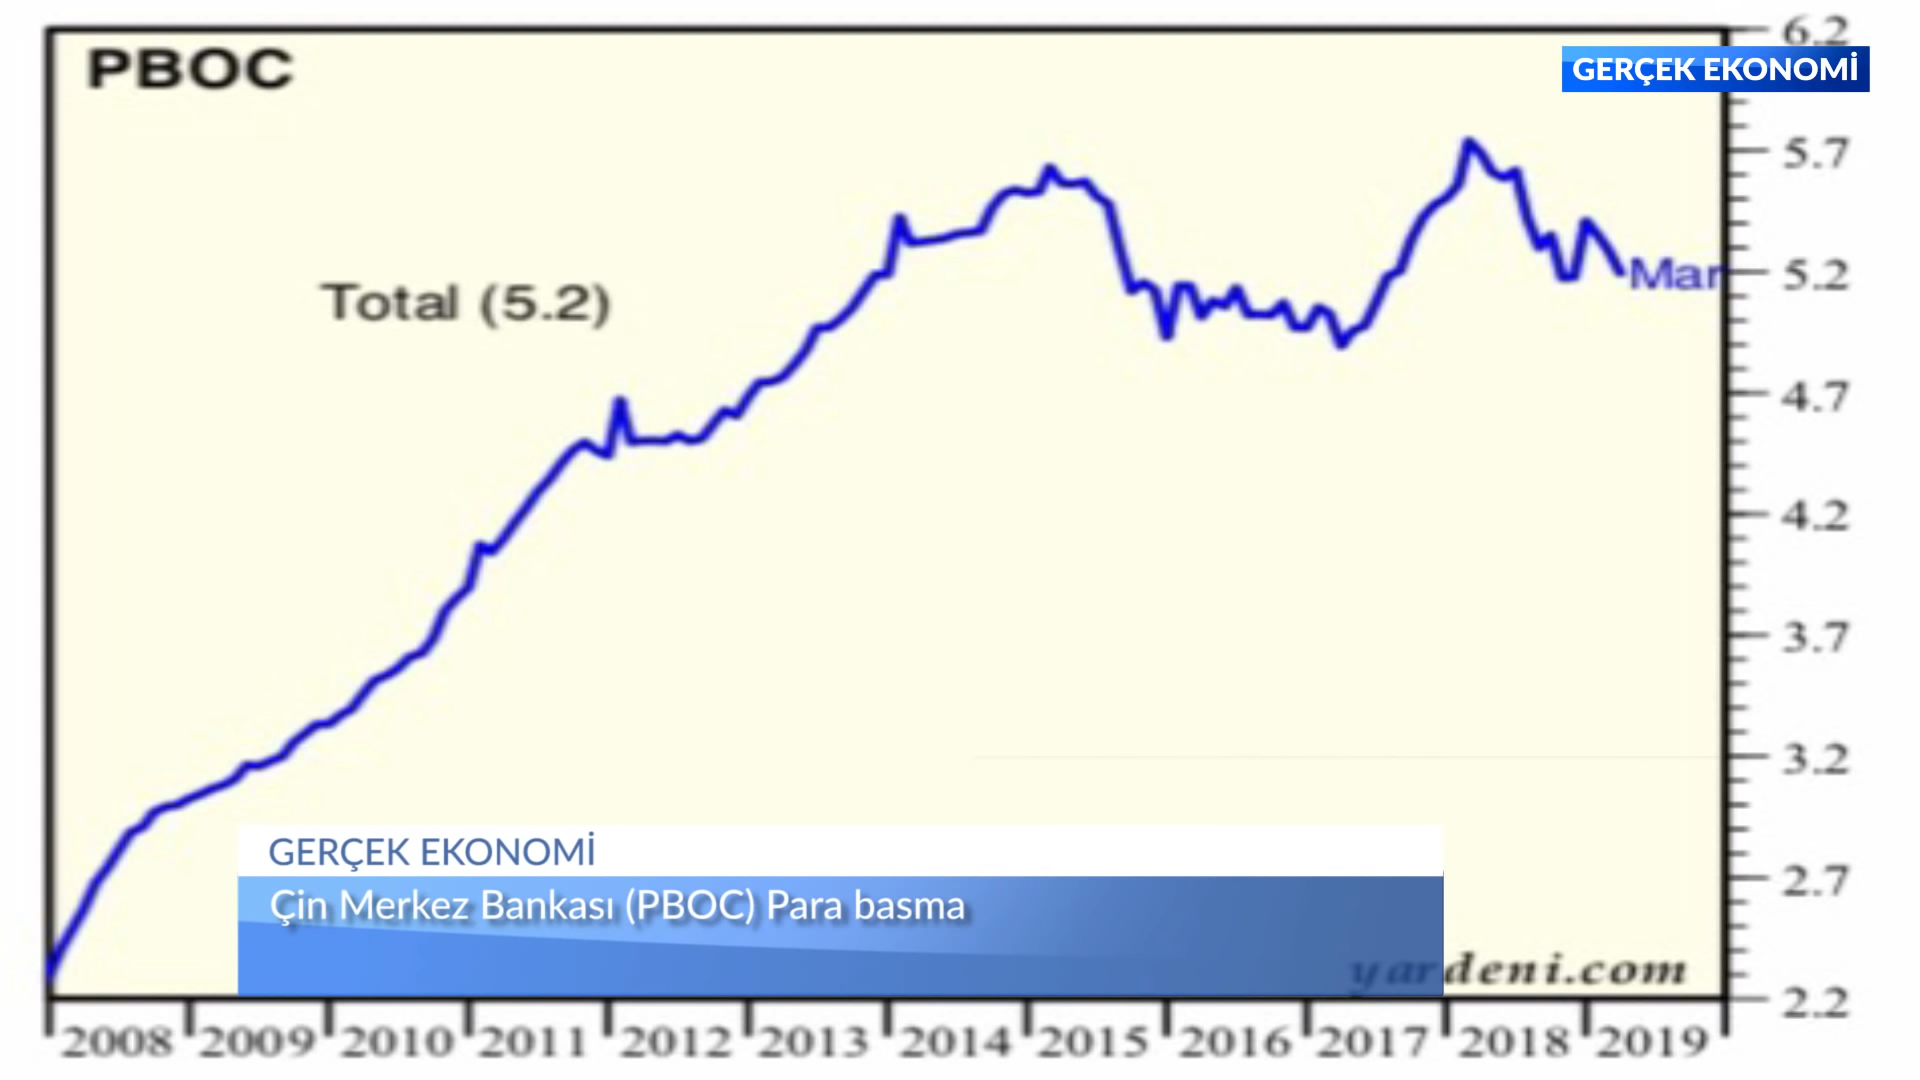 PBOC
6.2
GERÇEK EKONOMİ
5.7
Total (5.2)
Mar
5.2
4.7
4.2
3.7
3.2
GERÇEK EKONOMİ
2.7
Çin Merkez Bankası (PBOC) Para basma
yardeni.com
2.2
2008 2009 2010 2011 2012 2013 2014 2015 2016 2017 2018 2019